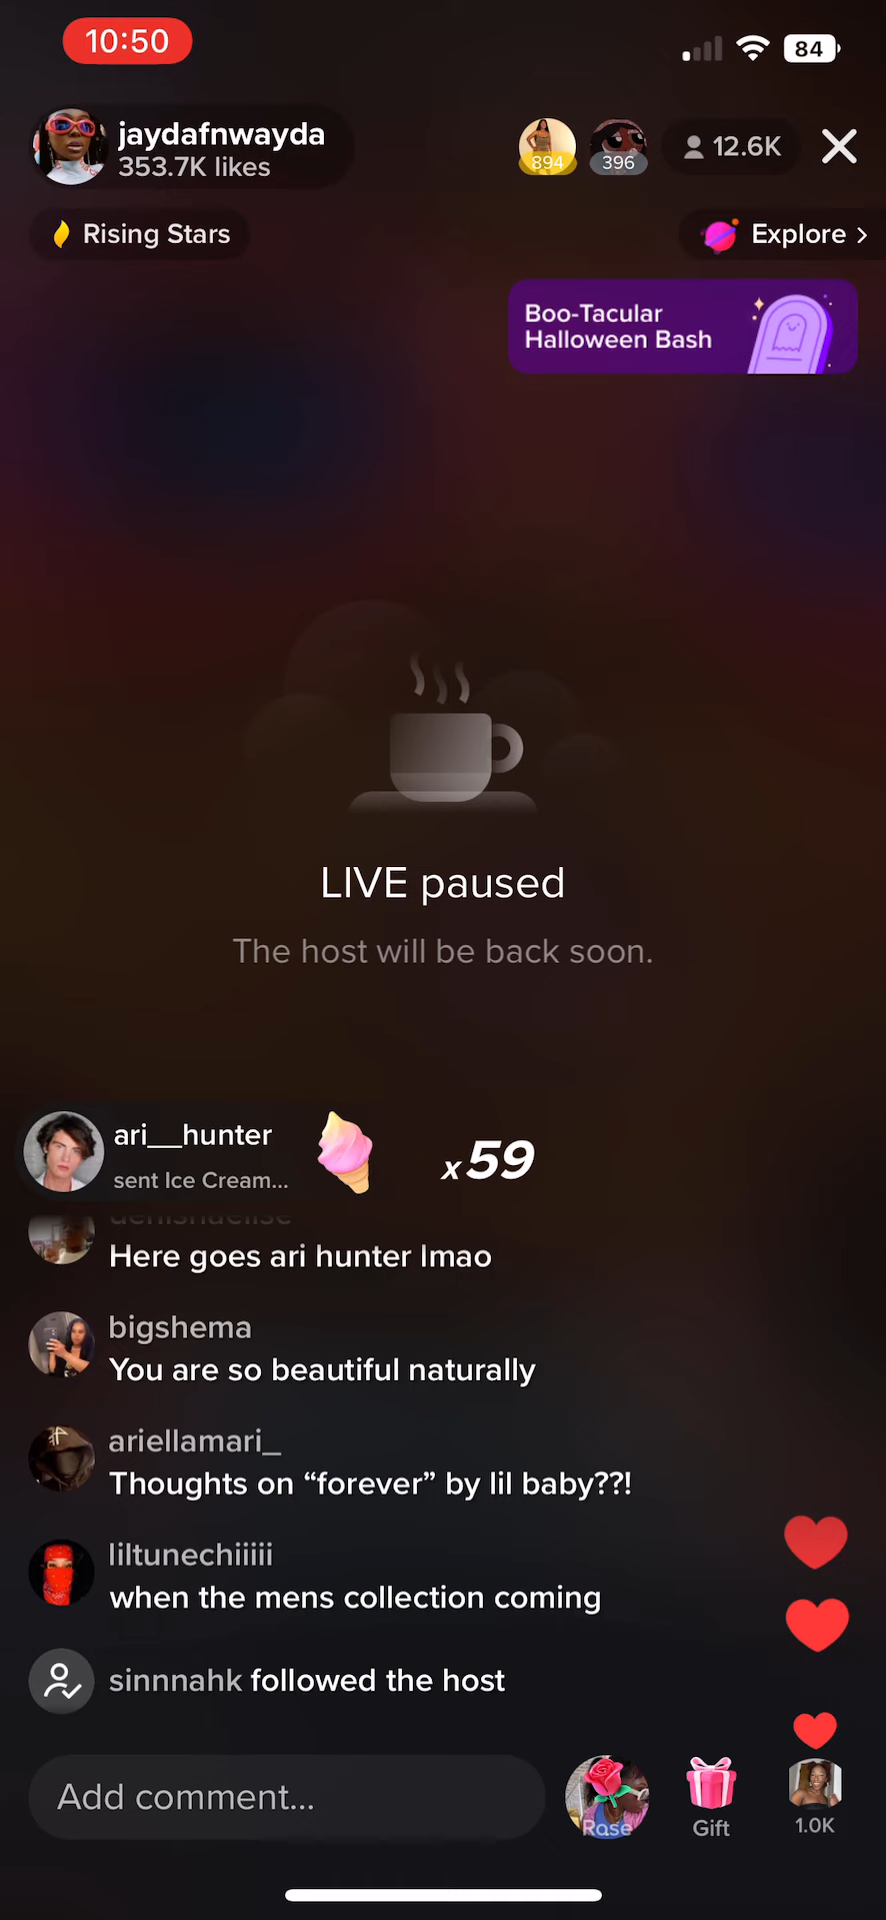 10:50
84
jaydafnwayda
353.7K likes
894
396
12.6K
Rising Stars
Explore >
Boo-Tacular
Halloween Bash
LIVE paused
The host will be back soon.
ari__hunter
sent Ice Cream...
x59
Here goes ari hunter lmao
bigshema
You are so beautiful naturally
ariellamari_
Thoughts on “forever” by lil baby??!
liltunechiiiii
when the mens collection coming
sinnnahk followed the host
Add comment...
Rose
Gift
1.0K